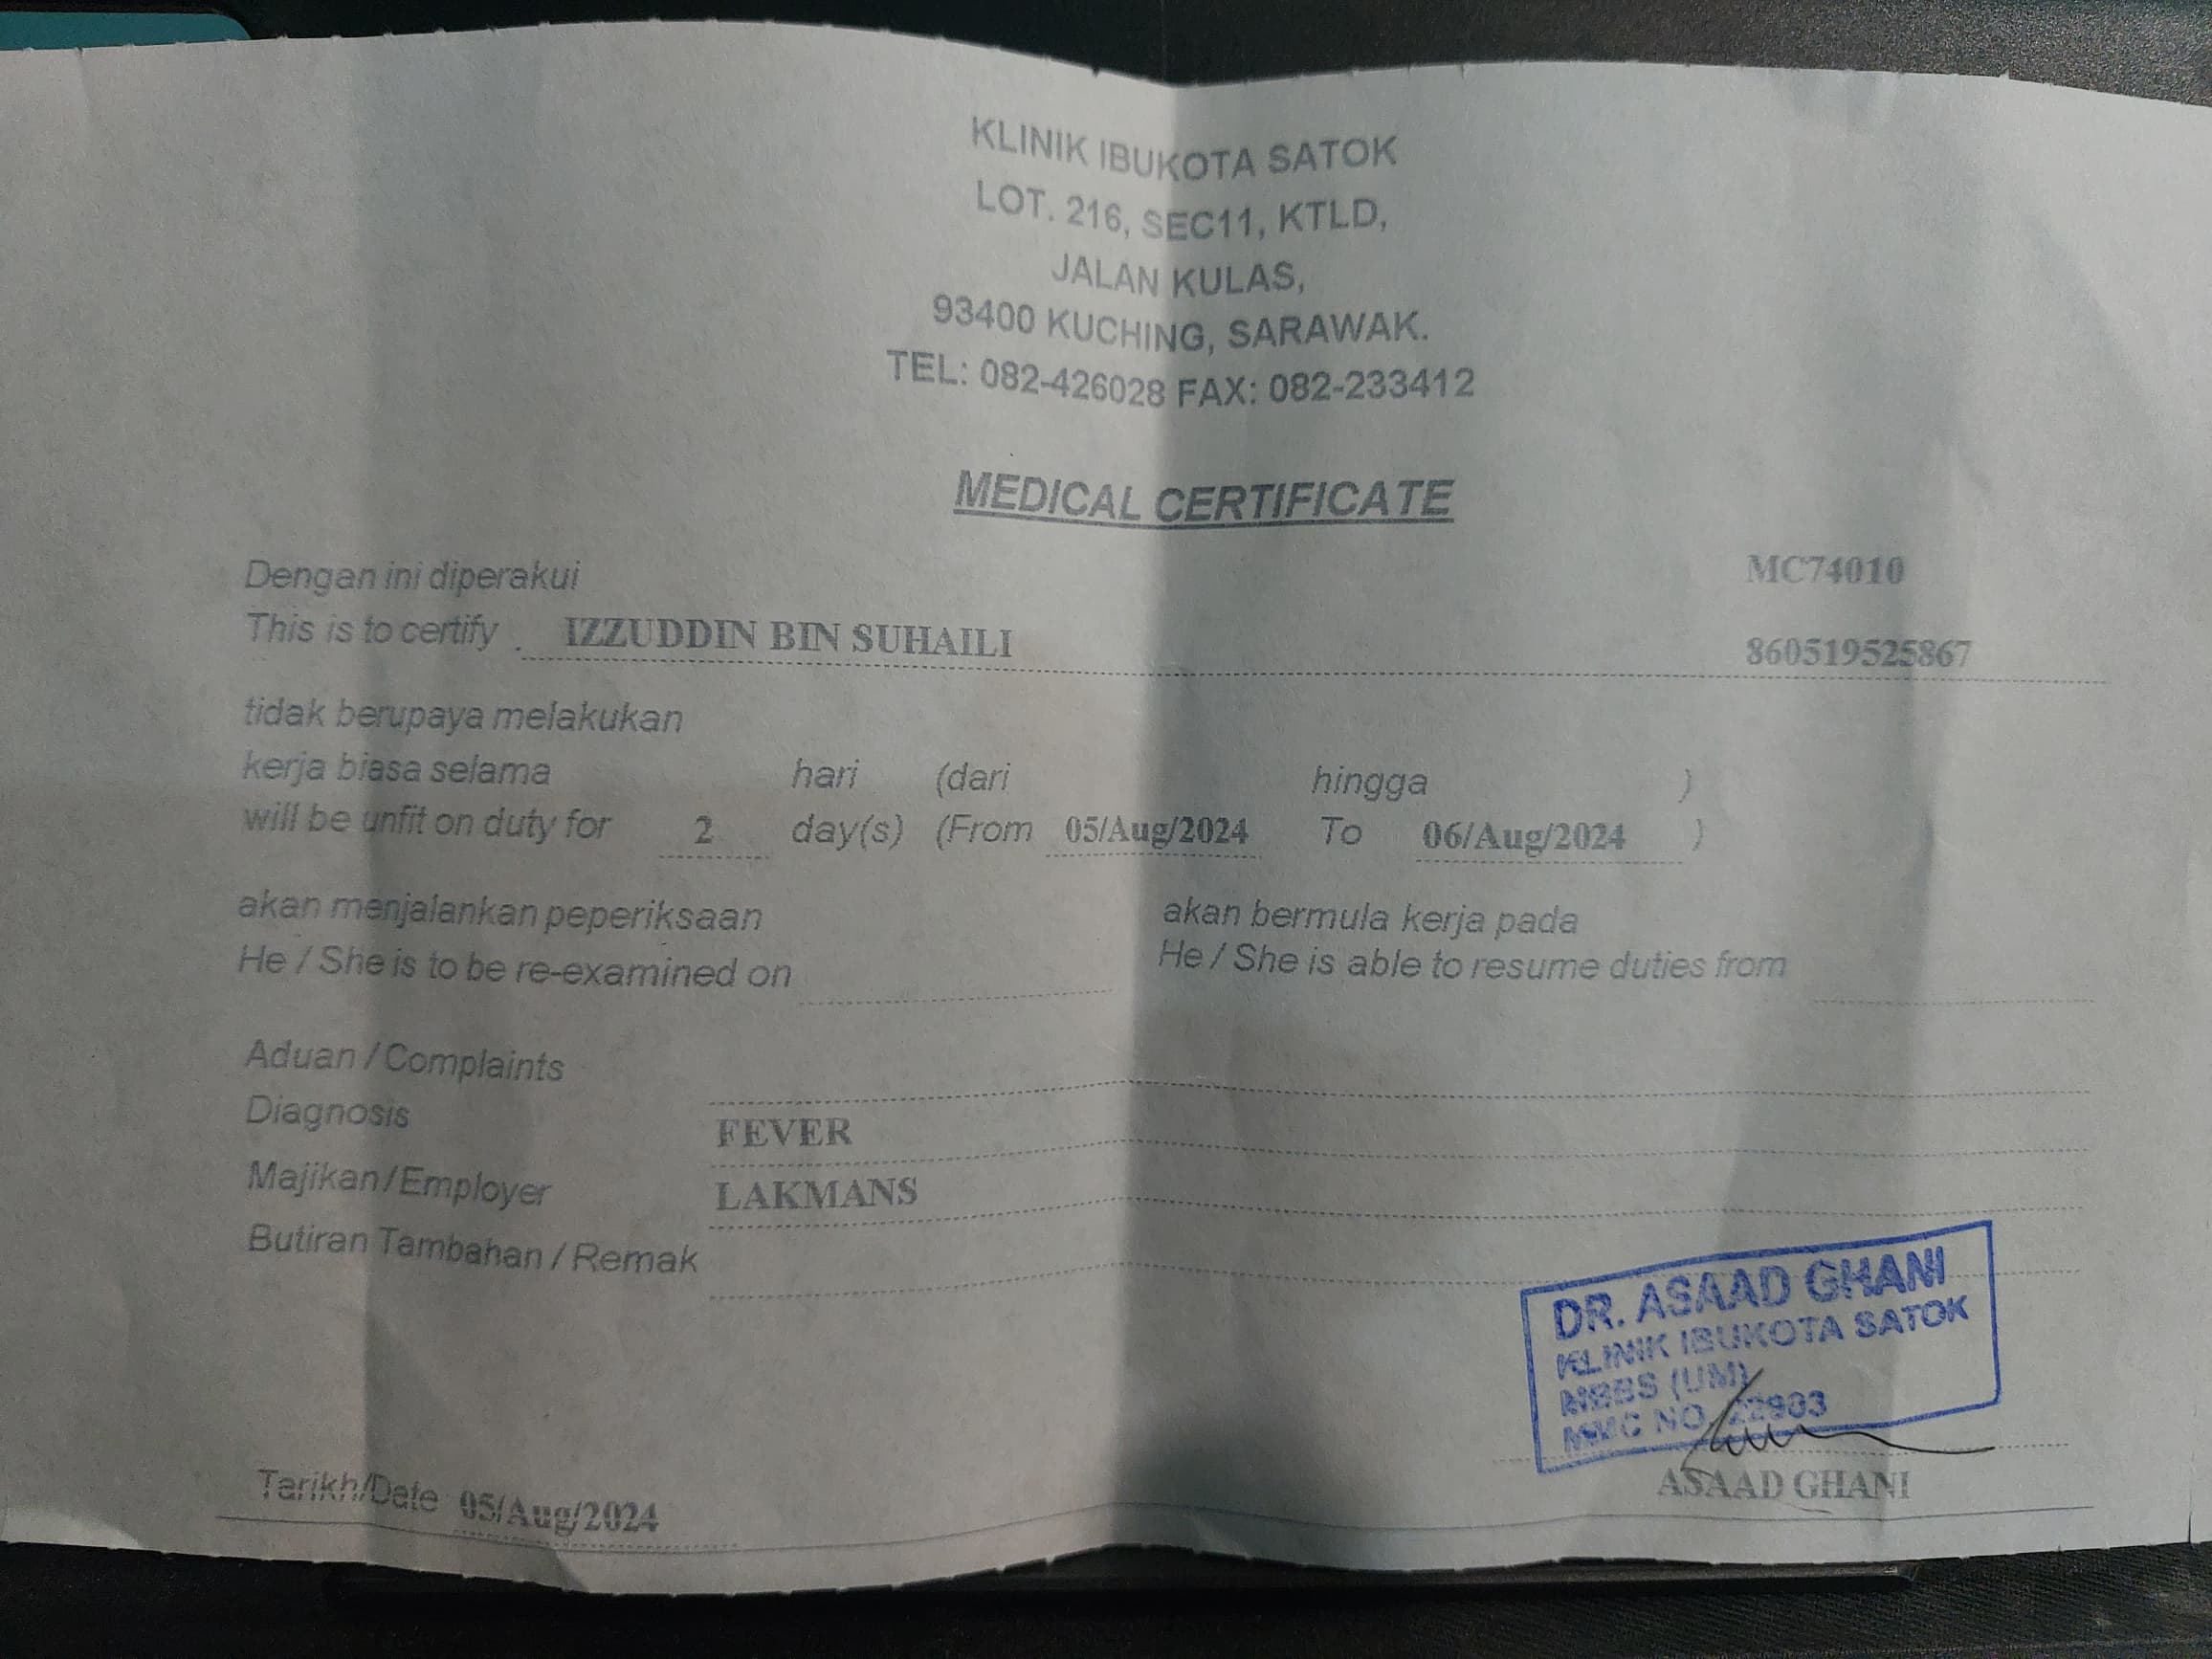 KLINIK IBUKOTA SATOK
LOT. 216, SEC11, KTLD,
JALAN KULAS,
93400 KUCHING, SARAWAK.
TEL: 082-426028 FAX: 082-233412
MEDICAL CERTIFICATE
Dengan ini diperakui MC74010
This is to certify . IZZUDDIN BIN SUHAILI 860519525867
tidak berupaya melakukan
kerja biasa selama hari (dari hingga )
will be unfit on duty for 2 day(s) (From 05/Aug/2024 To 06/Aug/2024 )
akan menjalankan peperiksaan akan bermula kerja pada
He / She is to be re-examined on He / She is able to resume duties from
Aduan / Complaints
Diagnosis FEVER
Majikan/Employer LAKMANS
Butiran Tambahan / Remak
DR. ASAAD GHANI
KLINIK IBUKOTA SATOK
MBBS (UM)
MMC NO. 22903
ASAAD GHANI
Tarikh/Date 05/Aug/2024